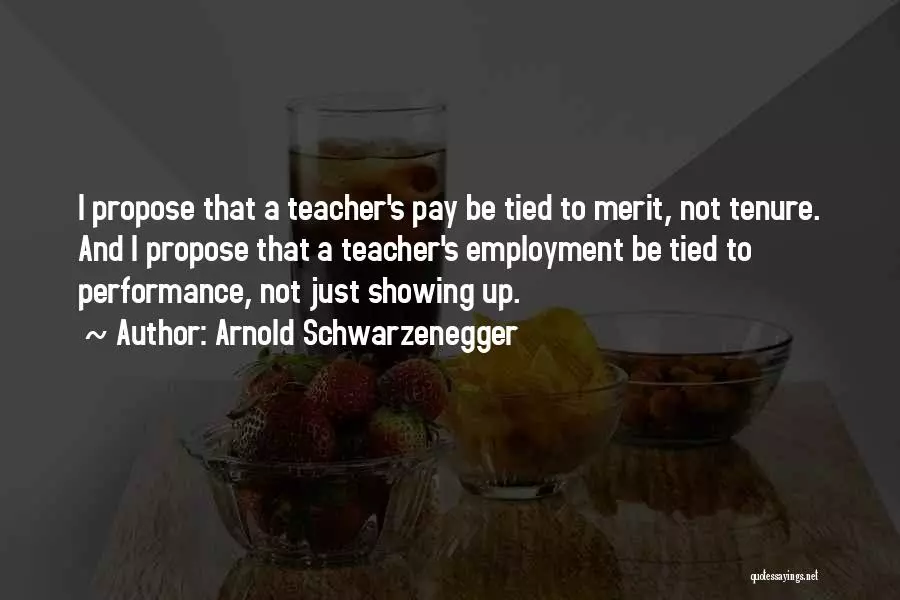 I propose that a teacher's pay be tied to merit, not tenure.
And I propose that a teacher's employment be tied to
performance, not just showing up.
~ Author: Arnold Schwarzenegger
quotessayings.net